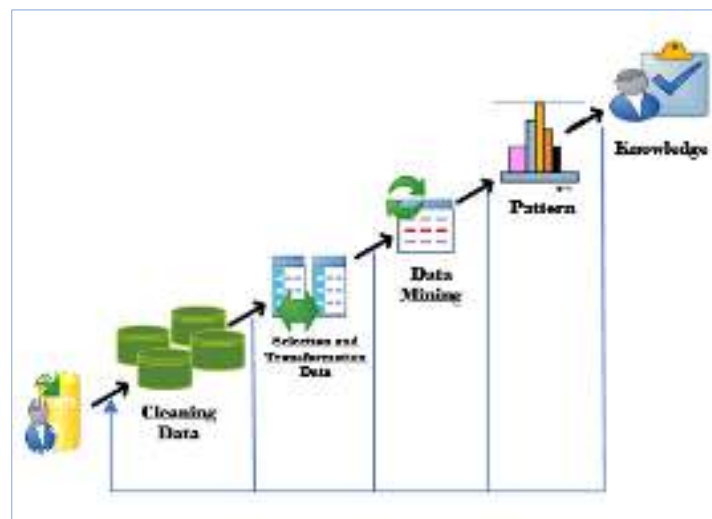 Cleaning
Data
Selection and
Transformation
Data
Data
Mining
Pattern
Knowledge